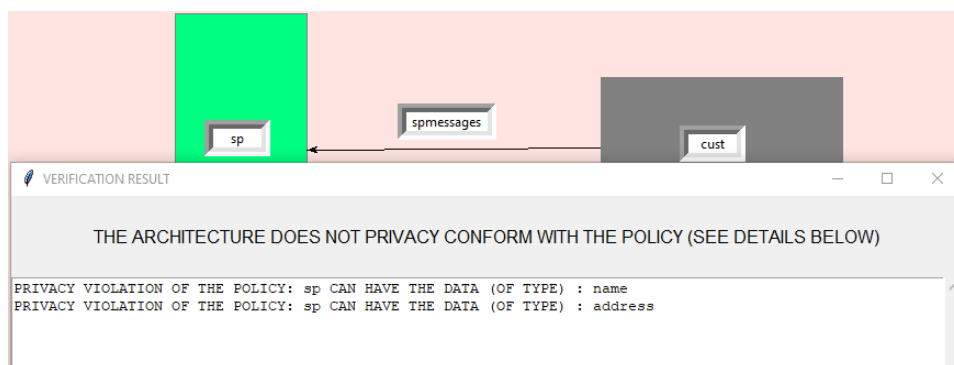 spmessages
sp
cust
VERIFICATION RESULT
THE ARCHITECTURE DOES NOT PRIVACY CONFORM WITH THE POLICY (SEE DETAILS BELOW)
PRIVACY VIOLATION OF THE POLICY: sp CAN HAVE THE DATA (OF TYPE) : name
PRIVACY VIOLATION OF THE POLICY: sp CAN HAVE THE DATA (OF TYPE) : address